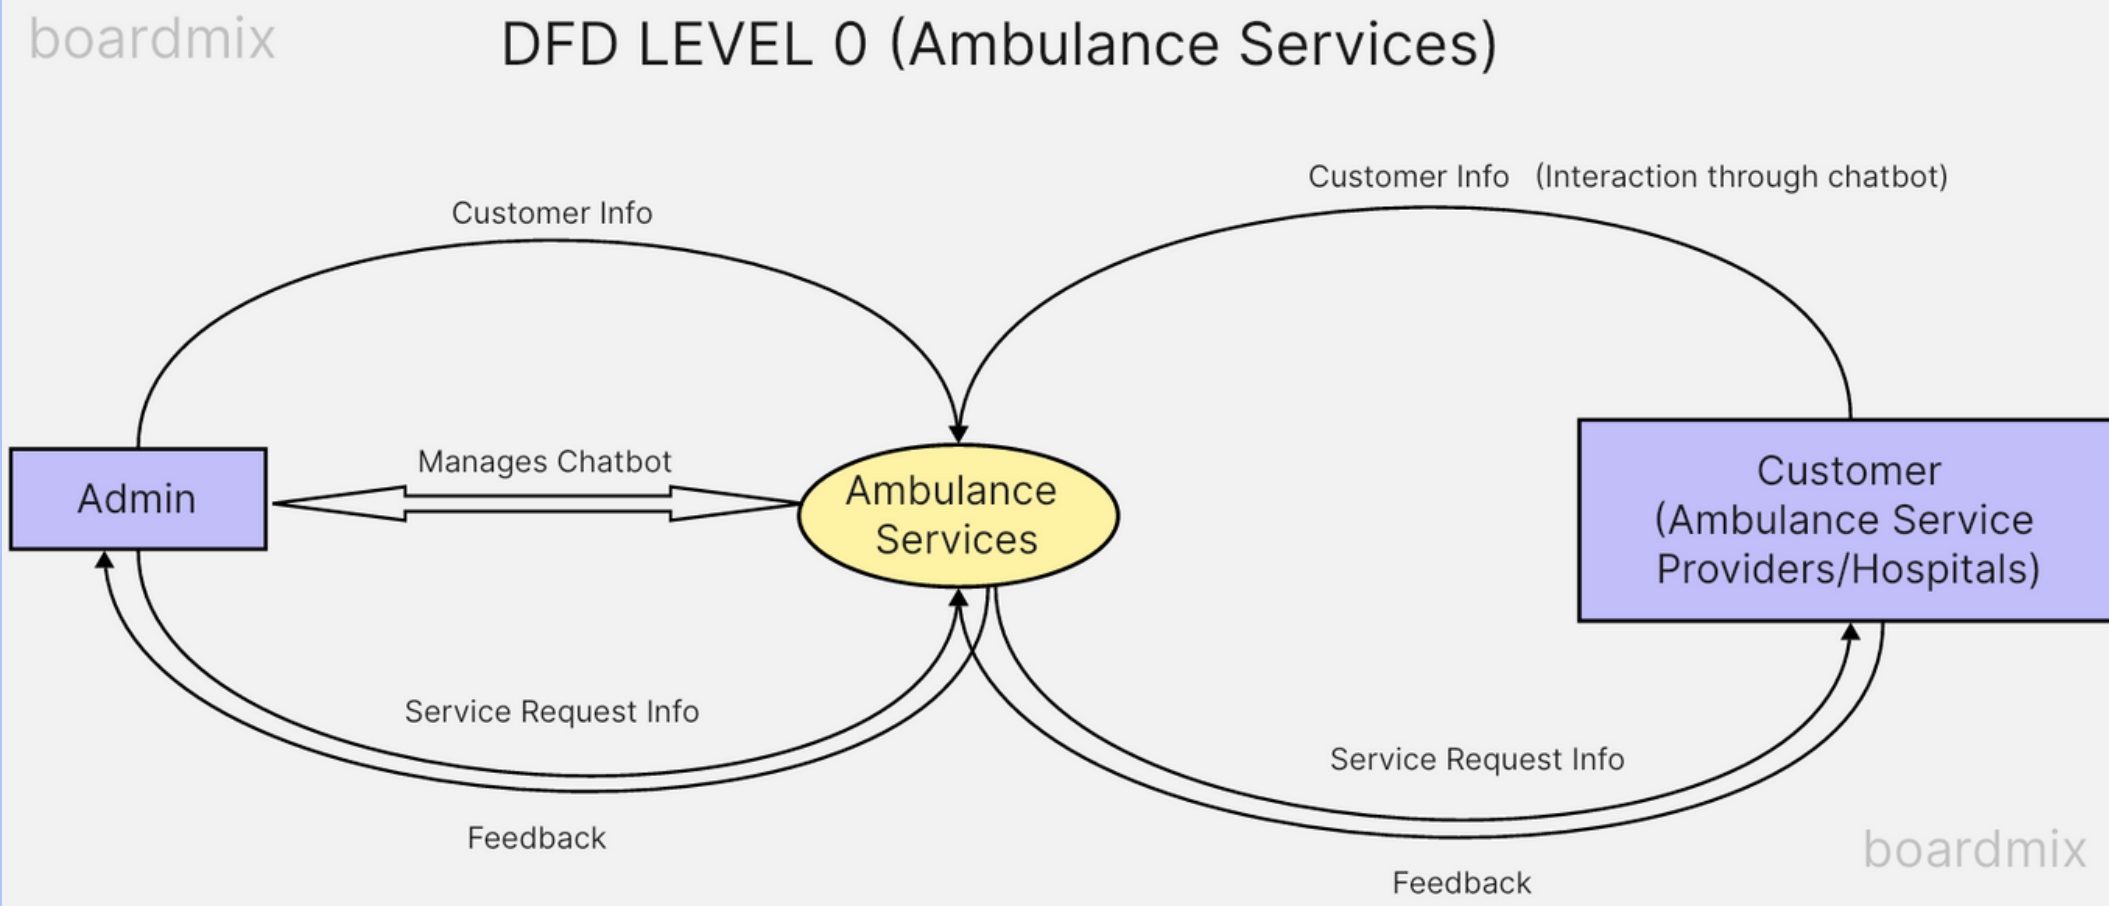 boardmix
DFD LEVEL 0 (Ambulance Services)
Customer Info (Interaction through chatbot)
Customer Info
Manages Chatbot
Admin
Ambulance
Services
Customer
(Ambulance Service
Providers/Hospitals)
Service Request Info
Service Request Info
Feedback
boardmix
Feedback